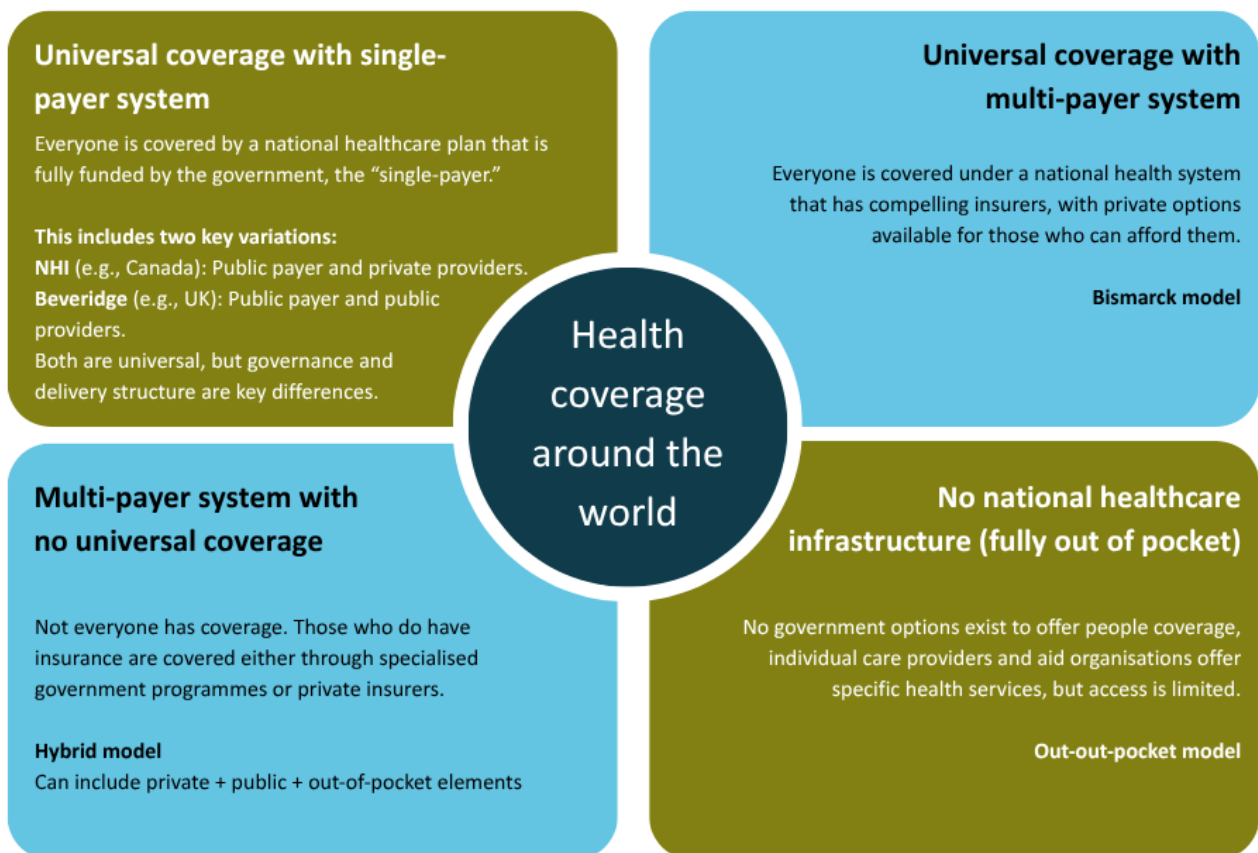 Universal coverage with single-
payer system
Everyone is covered by a national healthcare plan that is
fully funded by the government, the “single-payer.”
This includes two key variations:
NHI (e.g., Canada): Public payer and private providers.
Beveridge (e.g., UK): Public payer and public
providers.
Both are universal, but governance and
delivery structure are key differences.
Universal coverage with
multi-payer system
Everyone is covered under a national health system
that has compelling insurers, with private options
available for those who can afford them.
Bismarck model
Health
coverage
around the
world
Multi-payer system with
no universal coverage
Not everyone has coverage. Those who do have
insurance are covered either through specialised
government programmes or private insurers.
Hybrid model
Can include private + public + out-of-pocket elements
No national healthcare
infrastructure (fully out of pocket)
No government options exist to offer people coverage,
individual care providers and aid organisations offer
specific health services, but access is limited.
Out-out-pocket model